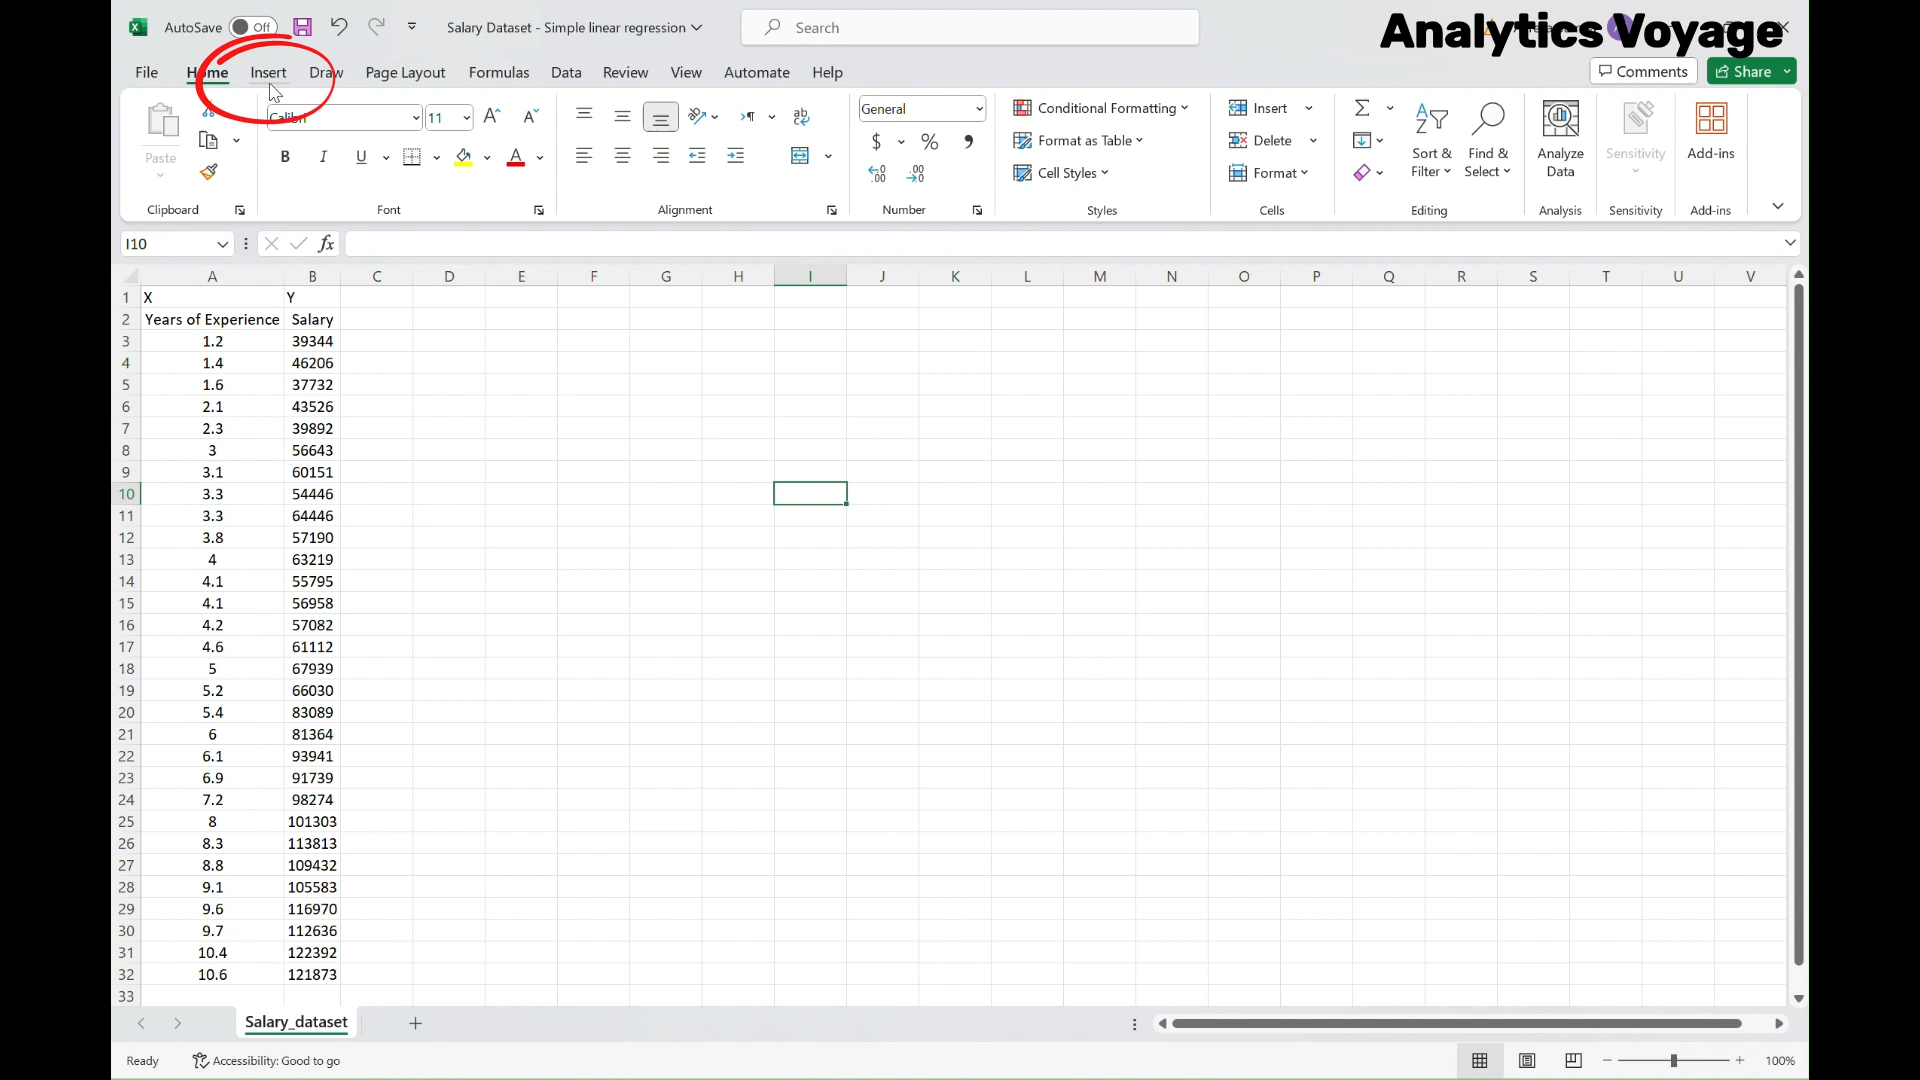 AutoSave Off Salary Dataset - Simple linear regression Search Analytics Voyage
File Home Insert Draw Page Layout Formulas Data Review View Automate Help Comments Share
Calibri 11 General Conditional Formatting Insert
Paste B I U $ % Format as Table Delete Sort & Filter Find & Select Analyze Data Sensitivity Add-ins
Cell Styles Format
Clipboard Font Alignment Number Styles Cells Editing Analysis Sensitivity Add-ins
I10 fx
A B C D E F G H I J K L M N O P Q R S T U V
1 X Y
2 Years of Experience Salary
3 1.2 39344
4 1.4 46206
5 1.6 37732
6 2.1 43526
7 2.3 39892
8 3 56643
9 3.1 60151
10 3.3 54446
11 3.3 64446
12 3.8 57190
13 4 63219
14 4.1 55795
15 4.1 56958
16 4.2 57082
17 4.6 61112
18 5 67939
19 5.2 66030
20 5.4 83089
21 6 81364
22 6.1 93941
23 6.9 91739
24 7.2 98274
25 8 101303
26 8.3 113813
27 8.8 109432
28 9.1 105583
29 9.6 116970
30 9.7 112636
31 10.4 122392
32 10.6 121873
33
Salary_dataset
Ready Accessibility: Good to go 100%